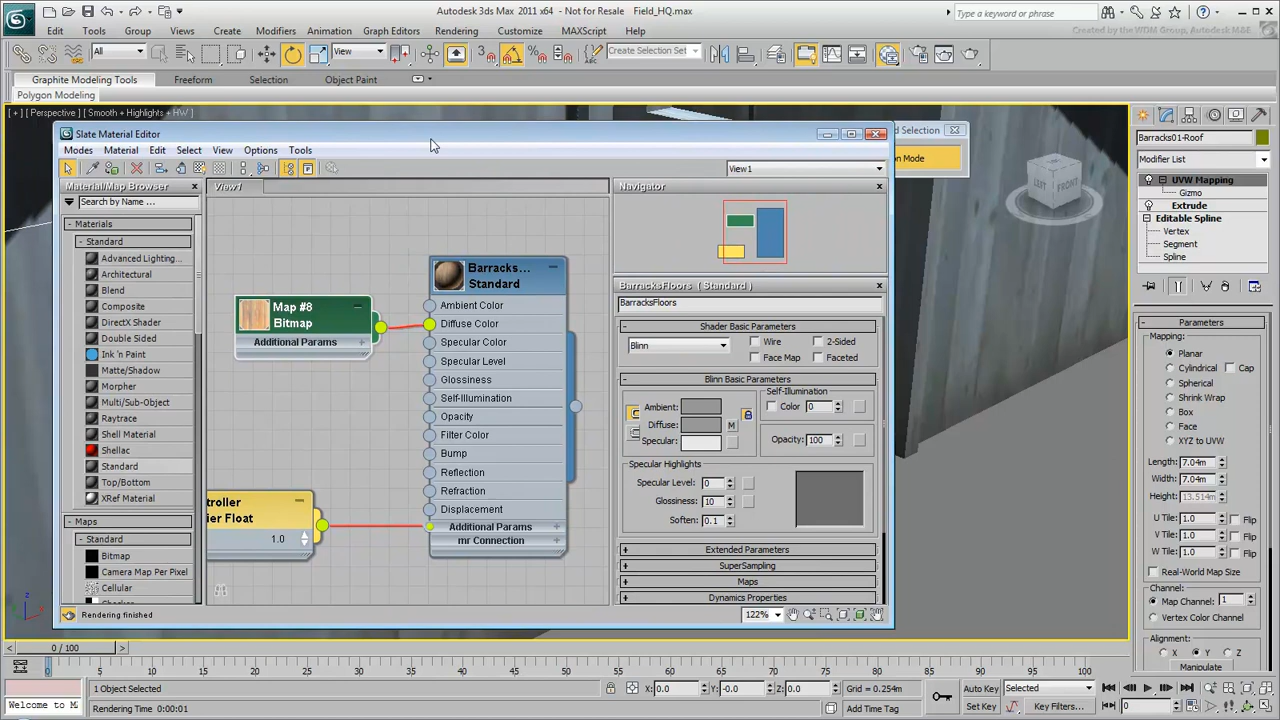 Autodesk 3ds Max 2011 x64 - Not for Resale Field_HQ.max
Type a keyword or phrase
Created by the WDM Group, Autodesk M&E
Edit Tools Group Views Create Modifiers Animation Graph Editors Rendering Customize MAXScript Help
All View Create Selection Set
Graphite Modeling Tools Freeform Selection Object Paint
Polygon Modeling
[ + ] [ Perspective ] [ Smooth + Highlights + HW ]
Slate Material Editor
Modes Material Edit Select View Options Tools
View1
Material/Map Browser
Search by Name ...
- Materials
- Standard
Advanced Lighting...
Architectural
Blend
Composite
DirectX Shader
Double Sided
Ink 'n Paint
Matte/Shadow
Morpher
Multi/Sub-Object
Raytrace
Shell Material
Shellac
Standard
Top/Bottom
XRef Material
- Maps
- Standard
Bitmap
Camera Map Per Pixel
Cellular
Rendering finished
View1
Map #8
Bitmap
Additional Params +
troller
ier Float
1.0
Barracks...
Standard
Ambient Color
Diffuse Color
Specular Color
Specular Level
Glossiness
Self-Illumination
Opacity
Filter Color
Bump
Reflection
Refraction
Displacement
Additional Params +
mr Connection +
Navigator
BarracksFloors ( Standard )
BarracksFloors
- Shader Basic Parameters
Blinn Wire 2-Sided
Face Map Faceted
- Blinn Basic Parameters
Self-Illumination
Ambient: Color 0
Diffuse: M
Specular: Opacity: 100
Specular Highlights
Specular Level: 0
Glossiness: 10
Soften: 0.1
+ Extended Parameters
+ SuperSampling
+ Maps
+ Dynamics Properties
122%
d Selection
on Mode
LEFT FRONT
Barracks01-Roof
Modifier List
UVW Mapping
Gizmo
Extrude
Editable Spline
Vertex
Segment
Spline
- Parameters
Mapping:
Planar
Cylindrical Cap
Spherical
Shrink Wrap
Box
Face
XYZ to UVW
Length: 7.04m
Width: 7.04m
Height: 13.514m
U Tile: 1.0 Flip
V Tile: 1.0 Flip
W Tile: 1.0 Flip
Real-World Map Size
Channel:
Map Channel: 1
Vertex Color Channel
Alignment:
X Y Z
Manipulate
0 / 100
0 5 10 15 20 25 30 35 40 45 50 55 60 65 70 75 80 85 90 95 100
1 Object Selected X: 0.0 Y: -0.0 Z: 0.0 Grid = 0.254m Auto Key Selected
Welcome to M Rendering Time 0:00:01 Add Time Tag Set Key Key Filters... 0